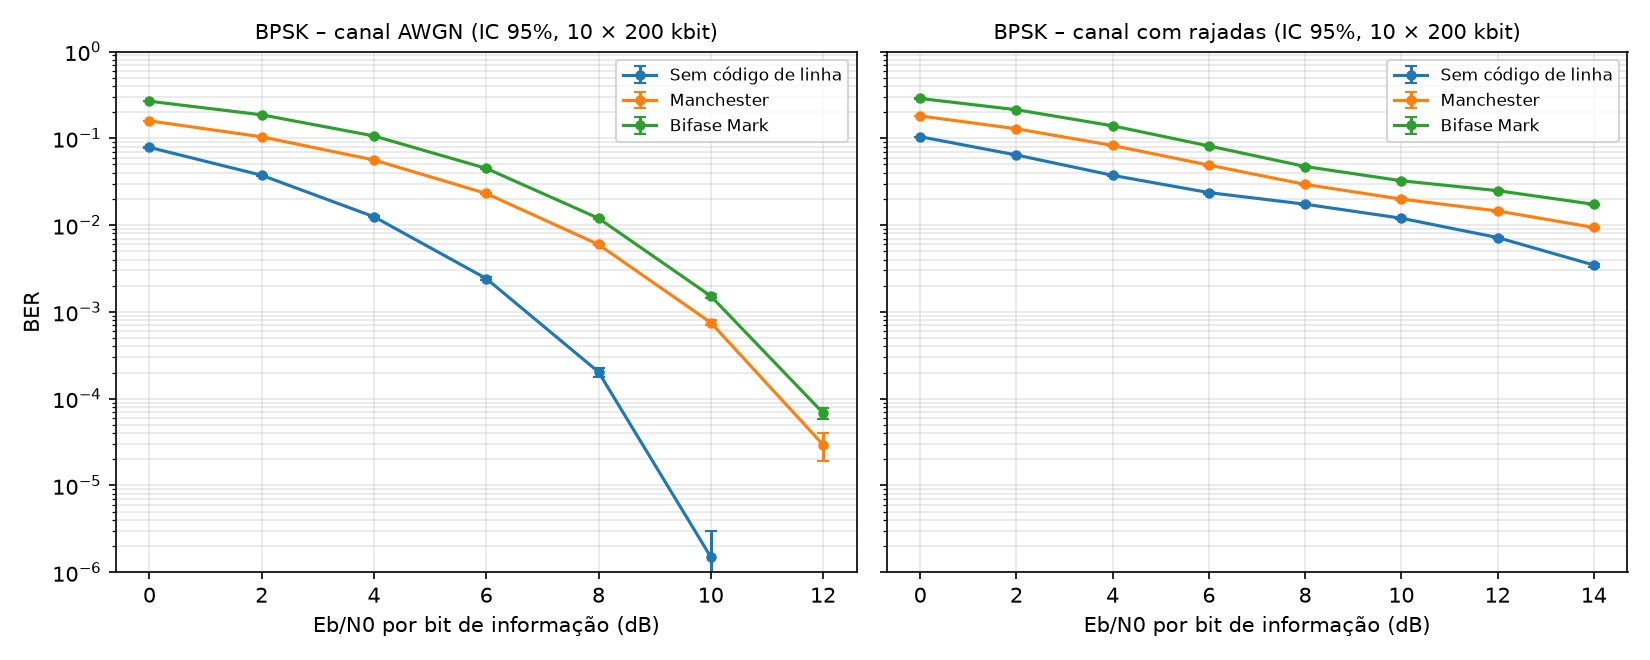 BPSK – canal AWGN (IC 95%, 10 × 200 kbit)
Sem código de linha
Manchester
Bifase Mark
BER
10⁰
10⁻¹
10⁻²
10⁻³
10⁻⁴
10⁻⁵
10⁻⁶
0 2 4 6 8 10 12
Eb/N0 por bit de informação (dB)
BPSK – canal com rajadas (IC 95%, 10 × 200 kbit)
Sem código de linha
Manchester
Bifase Mark
0 2 4 6 8 10 12 14
Eb/N0 por bit de informação (dB)